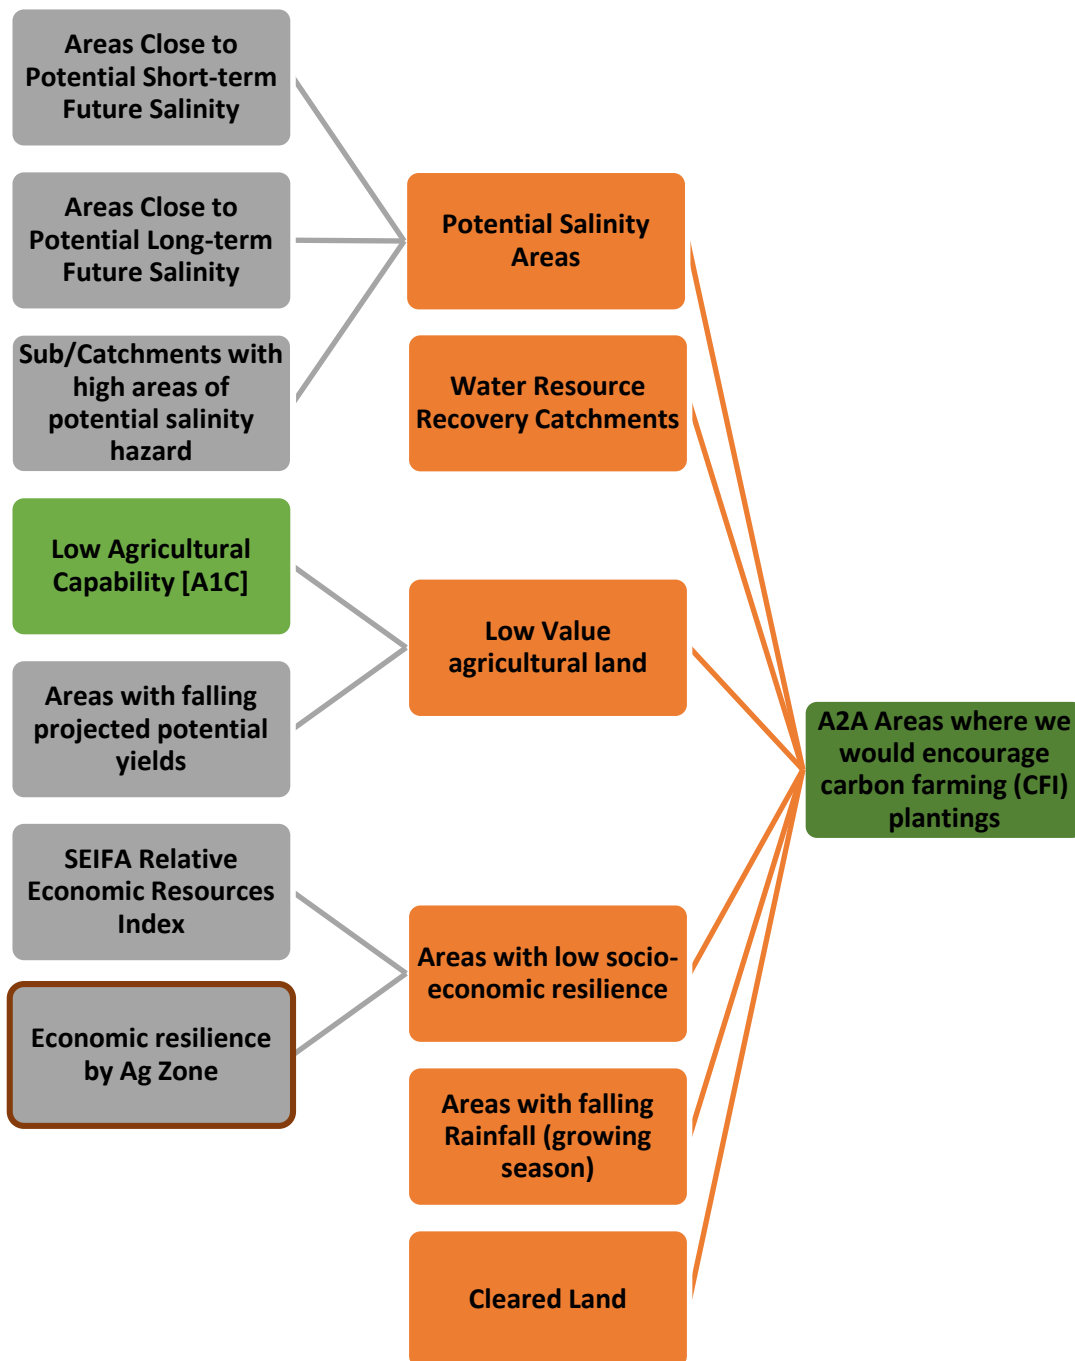 Areas Close to
Potential Short-term
Future Salinity
Areas Close to
Potential Long-term
Future Salinity
Sub/Catchments with
high areas of
potential salinity
hazard
Low Agricultural
Capability [A1C]
Areas with falling
projected potential
yields
SEIFA Relative
Economic Resources
Index
Economic resilience
by Ag Zone
Potential Salinity
Areas
Water Resource
Recovery Catchments
Low Value
agricultural land
Areas with low socio-
economic resilience
Areas with falling
Rainfall (growing
season)
Cleared Land
A2A Areas where we
would encourage
carbon farming (CFI)
plantings